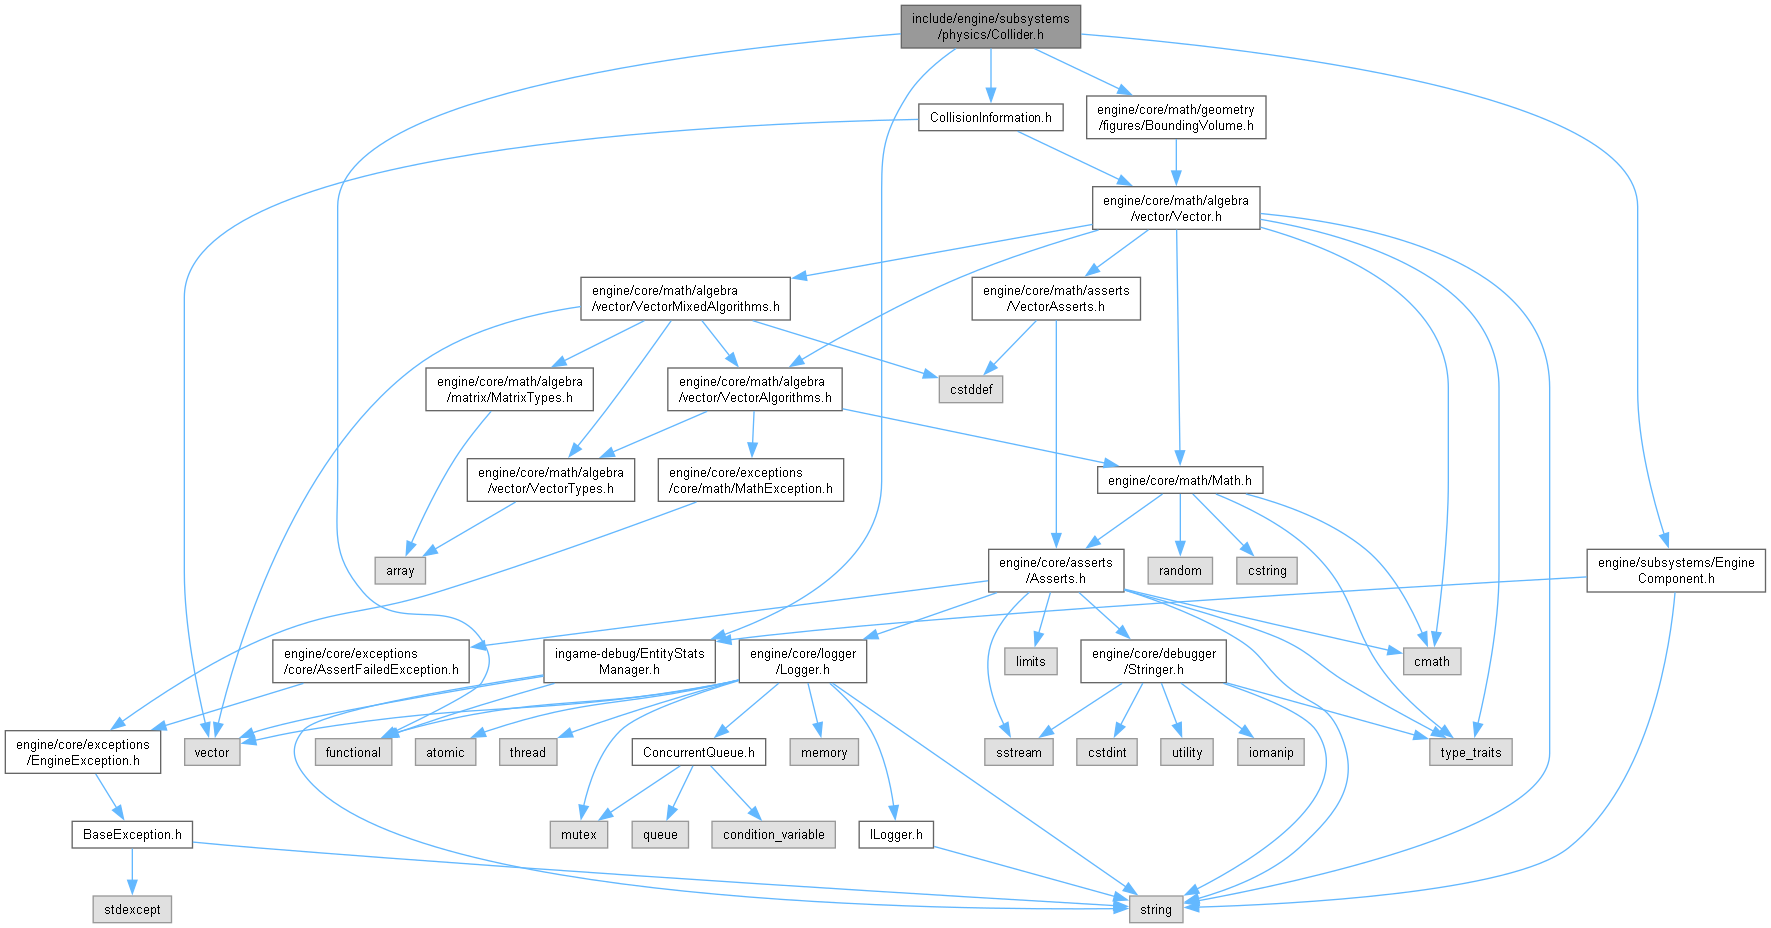 include/engine/subsystems
/physics/Collider.h
CollisionInformation.h
engine/core/math/geometry
/figures/BoundingVolume.h
engine/core/math/algebra
/vector/Vector.h
engine/core/math/algebra
/vector/VectorMixedAlgorithms.h
engine/core/math/asserts
/VectorAsserts.h
engine/core/math/algebra
/matrix/MatrixTypes.h
engine/core/math/algebra
/vector/VectorAlgorithms.h
cstddef
engine/core/math/algebra
/vector/VectorTypes.h
engine/core/exceptions
/core/math/MathException.h
engine/core/math/Math.h
array
engine/core/asserts
/Asserts.h
random
cstring
engine/subsystems/Engine
Component.h
engine/core/exceptions
/core/AssertFailedException.h
ingame-debug/EntityStats
Manager.h
engine/core/logger
/Logger.h
limits
engine/core/debugger
/Stringer.h
cmath
engine/core/exceptions
/EngineException.h
vector
functional
atomic
thread
ConcurrentQueue.h
memory
sstream
cstdint
utility
iomanip
type_traits
BaseException.h
mutex
queue
condition_variable
ILogger.h
stdexcept
string